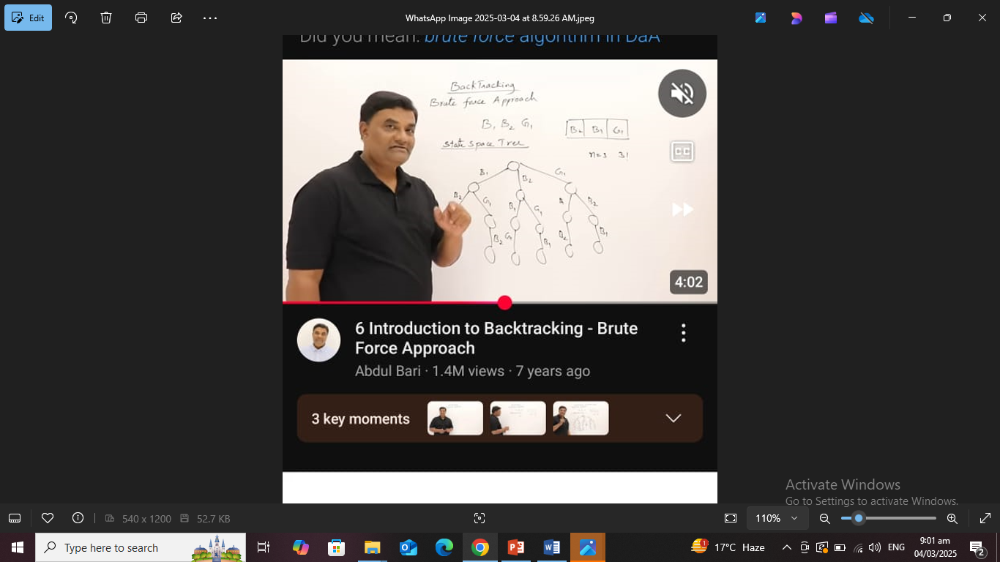 Edit
WhatsApp Image 2025-03-04 at 8.59.26 AM.jpeg
Did you mean: brute force algorithm in DaA
BackTracking
Brute force Approach
B1 B2 G1
B2 B1 G1
State Space Tree
n=3 3!
B1 B2 G1
B2 G1 B1 G1 B2
B2 G1 B1 B2 B1
CC
4:02
6 Introduction to Backtracking - Brute
Force Approach
Abdul Bari · 1.4M views · 7 years ago
3 key moments
Activate Windows
Go to Settings to activate Windows.
540 x 1200 52.7 KB
110%
Type here to search
1
17°C Haze
ENG
9:01 am
04/03/2025
2